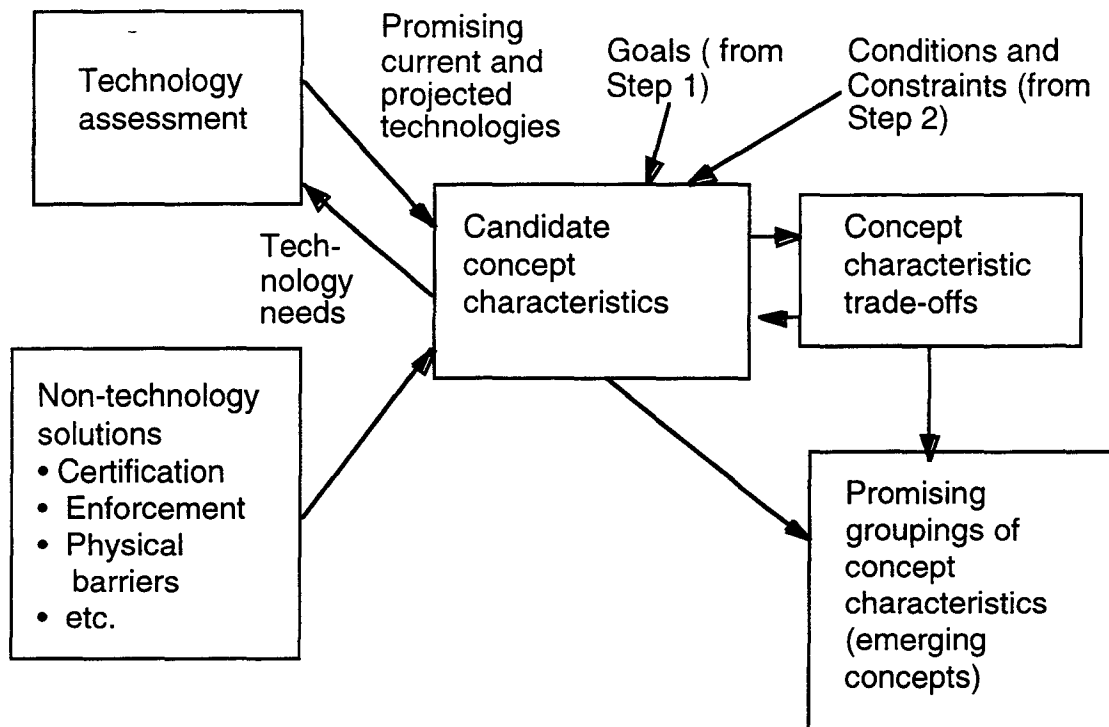 Technology
assessment
Promising
current and
projected
technologies
Goals ( from
Step 1)
Conditions and
Constraints (from
Step 2)
Tech-
nology
needs
Candidate
concept
characteristics
Concept
characteristic
trade-offs
Non-technology
solutions
• Certification
• Enforcement
• Physical
barriers
• etc.
Promising
groupings of
concept
characteristics
(emerging
concepts)